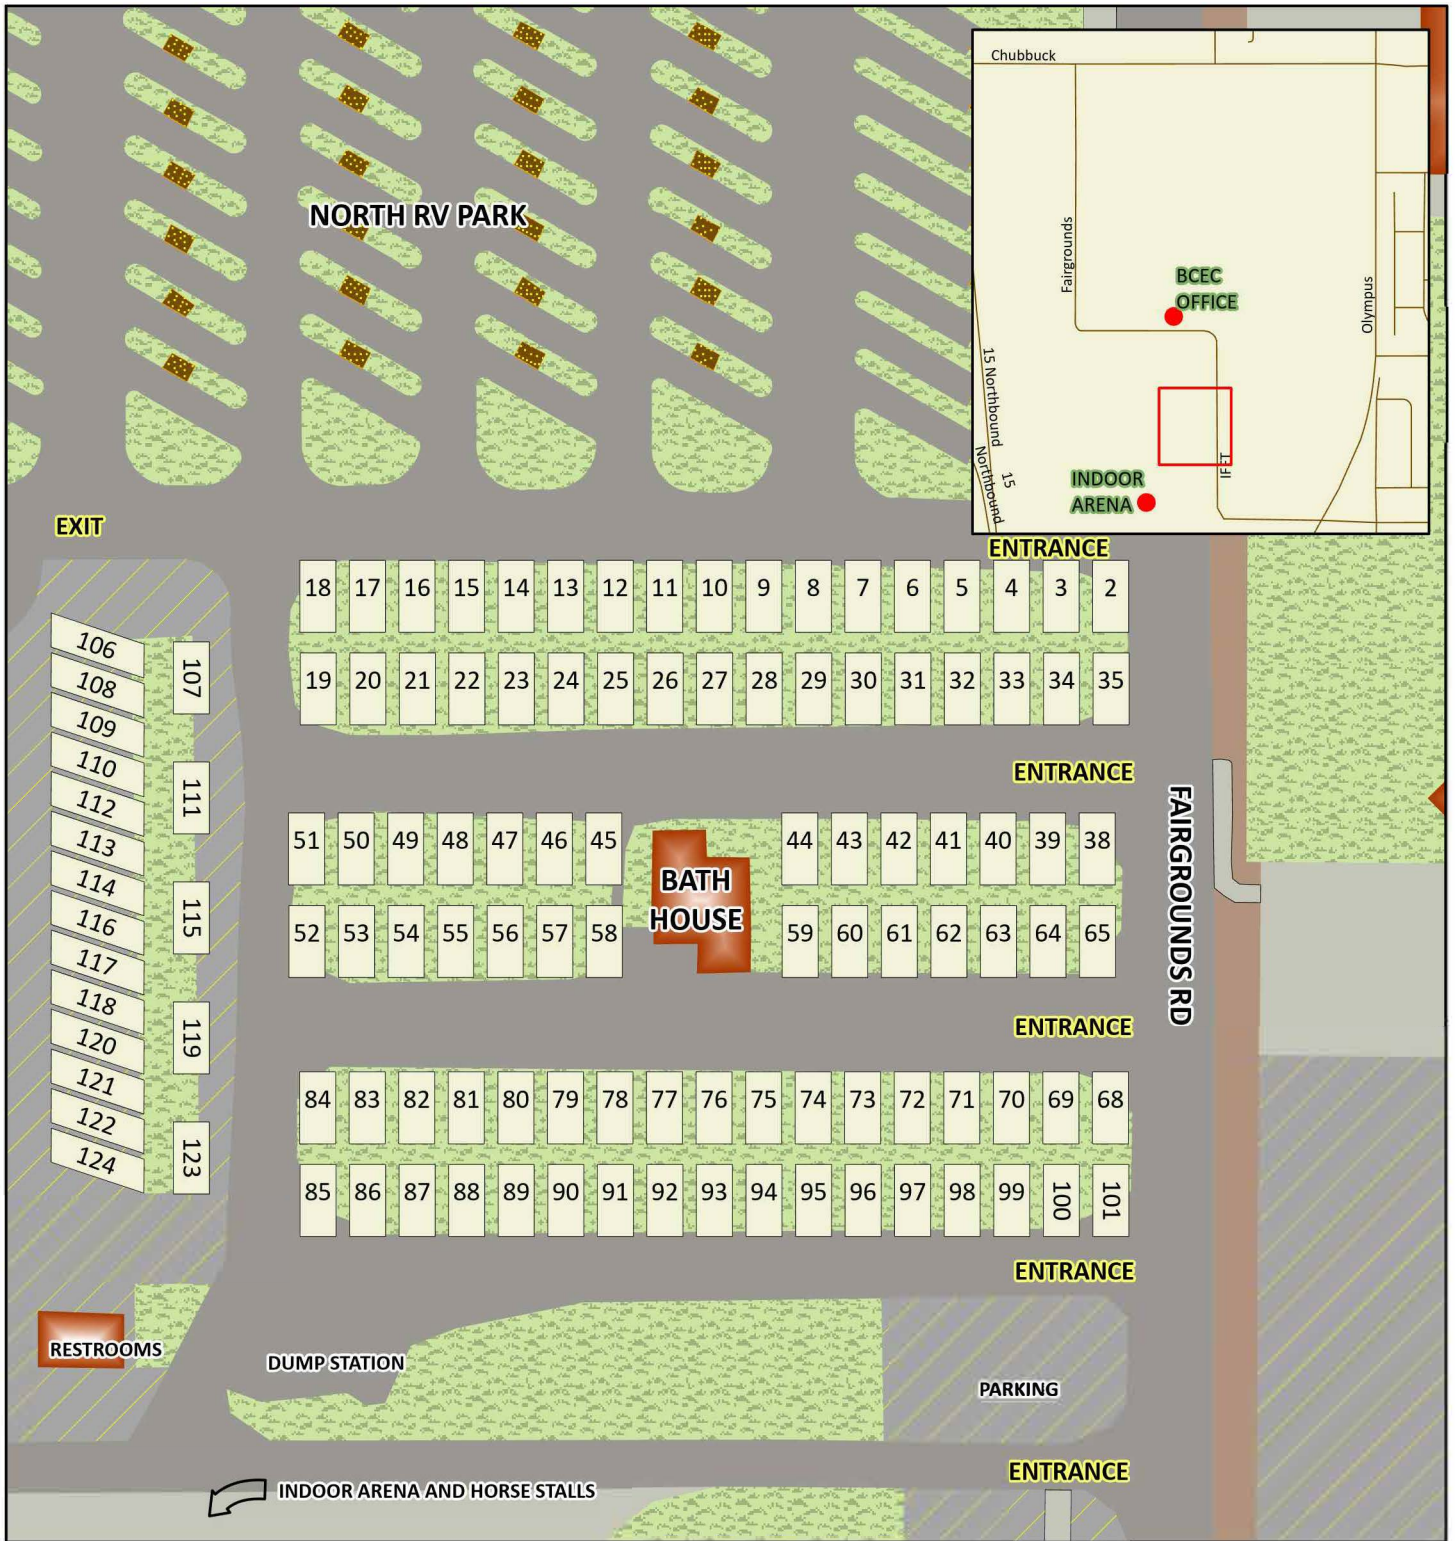 Chubbuck
Fairgrounds
BCEC
OFFICE
Olympus
15 Northbound
15
Northbound
IFFT
INDOOR
ARENA
NORTH RV PARK
EXIT
ENTRANCE
18 17 16 15 14 13 12 11 10 9 8 7 6 5 4 3 2
19 20 21 22 23 24 25 26 27 28 29 30 31 32 33 34 35
ENTRANCE
FAIRGROUNDS RD
51 50 49 48 47 46 45
44 43 42 41 40 39 38
BATH
HOUSE
52 53 54 55 56 57 58
59 60 61 62 63 64 65
ENTRANCE
84 83 82 81 80 79 78 77 76 75 74 73 72 71 70 69 68
85 86 87 88 89 90 91 92 93 94 95 96 97 98 99 100 101
ENTRANCE
106
107
108
109
110
111
112
113
114
115
116
117
118
119
120
121
122
123
124
RESTROOMS
DUMP STATION
PARKING
ENTRANCE
INDOOR ARENA AND HORSE STALLS